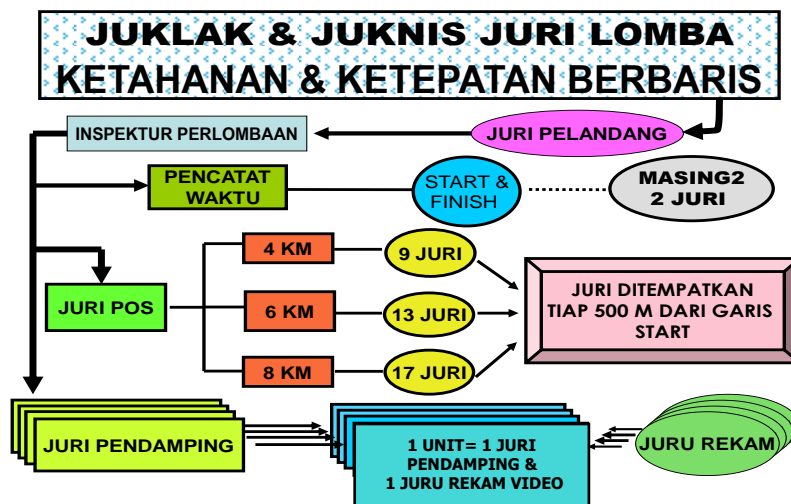 JUKLAK & JUKNIS JURI LOMBA
KETAHANAN & KETEPATAN BERBARIS
INSPEKTUR PERLOMBAAN
JURI PELANDANG
PENCATAT
WAKTU
START &
FINISH
MASING2
2 JURI
JURI POS
4 KM
9 JURI
6 KM
13 JURI
8 KM
17 JURI
JURI DITEMPATKAN
TIAP 500 M DARI GARIS
START
JURI PENDAMPING
1 UNIT= 1 JURI
PENDAMPING &
1 JURU REKAM VIDEO
JURU REKAM